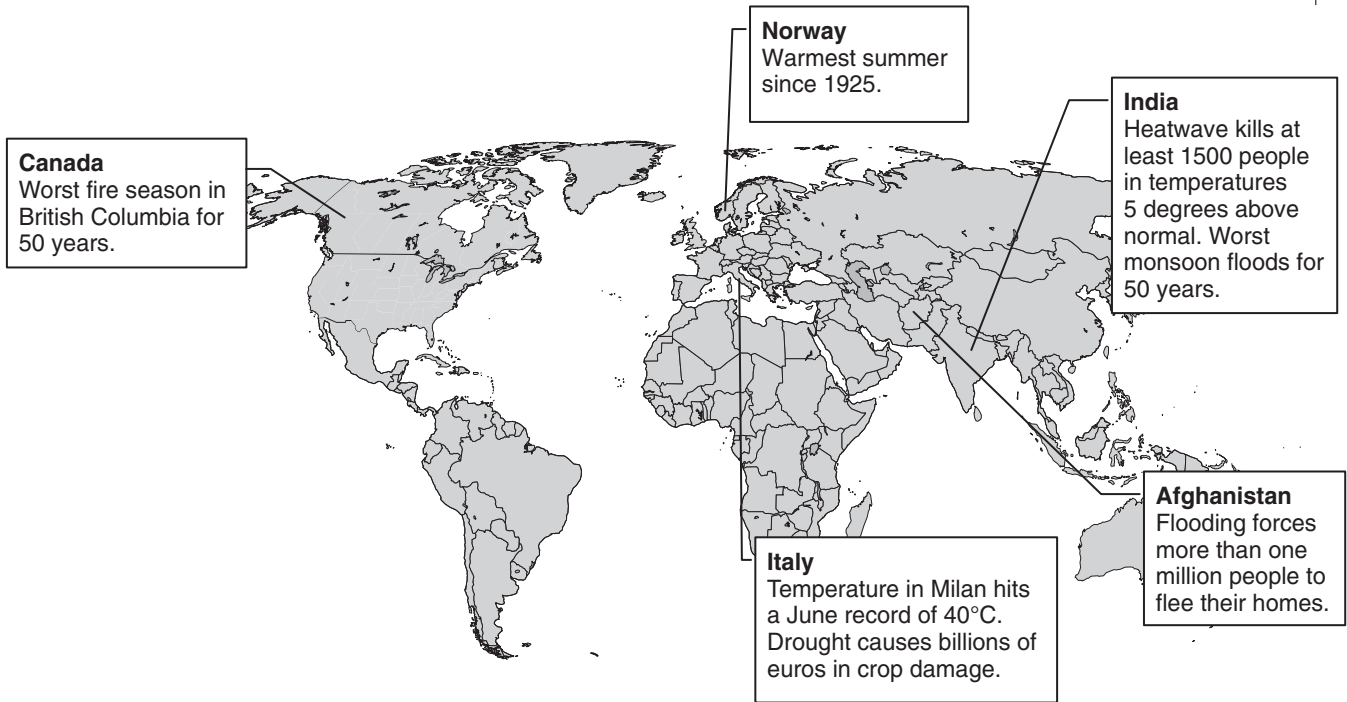 Norway
Warmest summer
since 1925.
India
Heatwave kills at
least 1500 people
in temperatures
5 degrees above
normal. Worst
monsoon floods for
50 years.
Canada
Worst fire season in
British Columbia for
50 years.
Afghanistan
Flooding forces
more than one
million people to
flee their homes.
Italy
Temperature in Milan hits
a June record of 40°C.
Drought causes billions of
euros in crop damage.